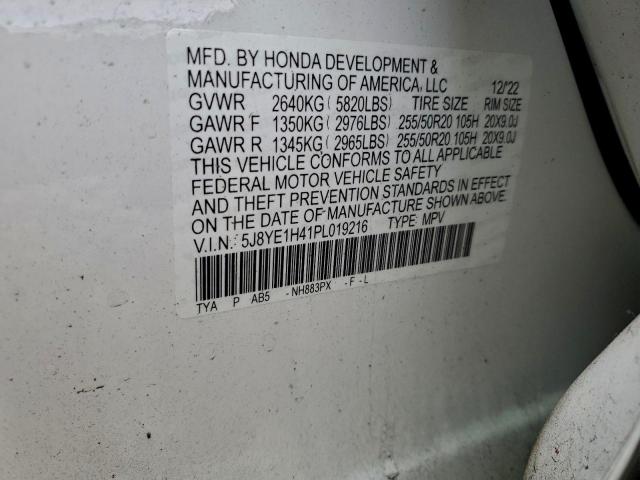 MFD. BY HONDA DEVELOPMENT &
MANUFACTURING OF AMERICA, LLC 12/22
GVWR 2640KG ( 5820LBS) TIRE SIZE RIM SIZE
GAWR F 1350KG ( 2976LBS) 255/50R20 105H 20X9.0J
GAWR R 1345KG ( 2965LBS) 255/50R20 105H 20X9.0J
THIS VEHICLE CONFORMS TO ALL APPLICABLE
FEDERAL MOTOR VEHICLE SAFETY
AND THEFT PREVENTION STANDARDS IN EFFECT
ON THE DATE OF MANUFACTURE SHOWN ABOVE.
V.I.N.: 5J8YE1H41PL019216 TYPE: MPV
TYA P AB5 -NH883PX -F-L